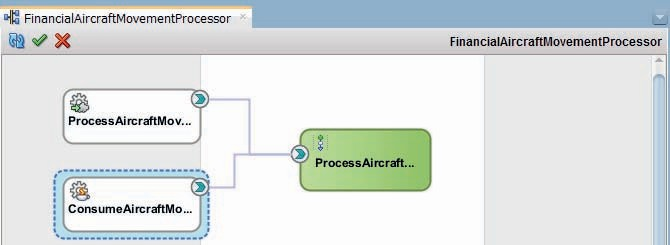 FinancialAircraftMovementProcessor
FinancialAircraftMovementProcessor
ProcessAircraftMov...
ProcessAircraft...
ConsumeAircraftMo...